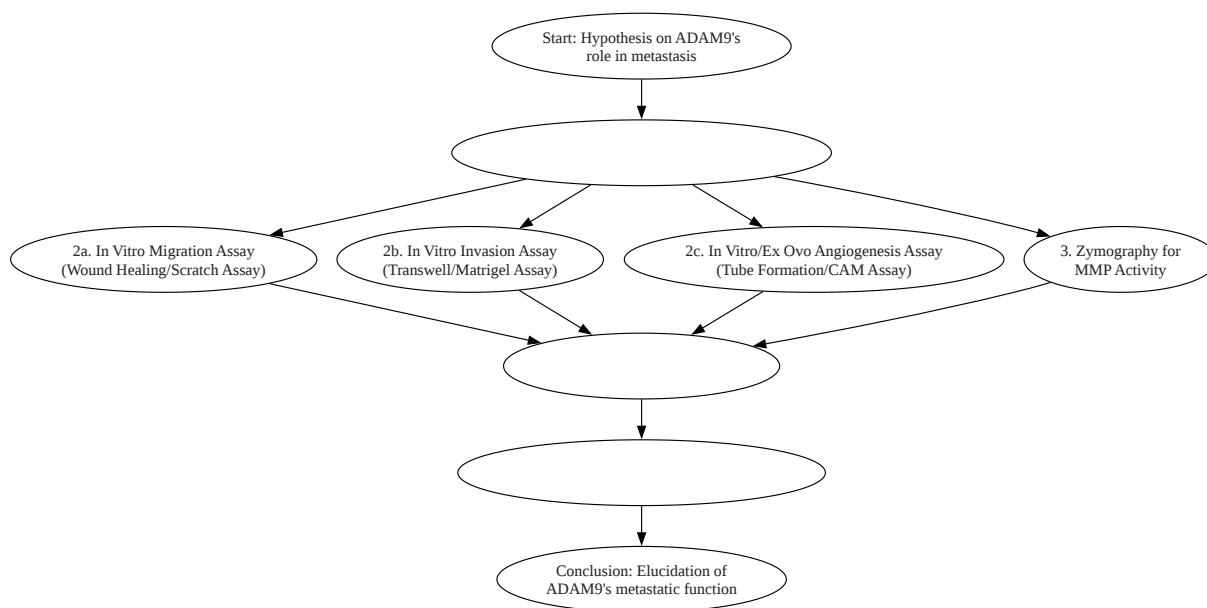 Start: Hypothesis on ADAM9's
role in metastasis
2a. In Vitro Migration Assay
(Wound Healing/Scratch Assay)
2b. In Vitro Invasion Assay
(Transwell/Matrigel Assay)
2c. In Vitro/Ex Ovo Angiogenesis Assay
(Tube Formation/CAM Assay)
3. Zymography for
MMP Activity
Conclusion: Elucidation of
ADAM9's metastatic function